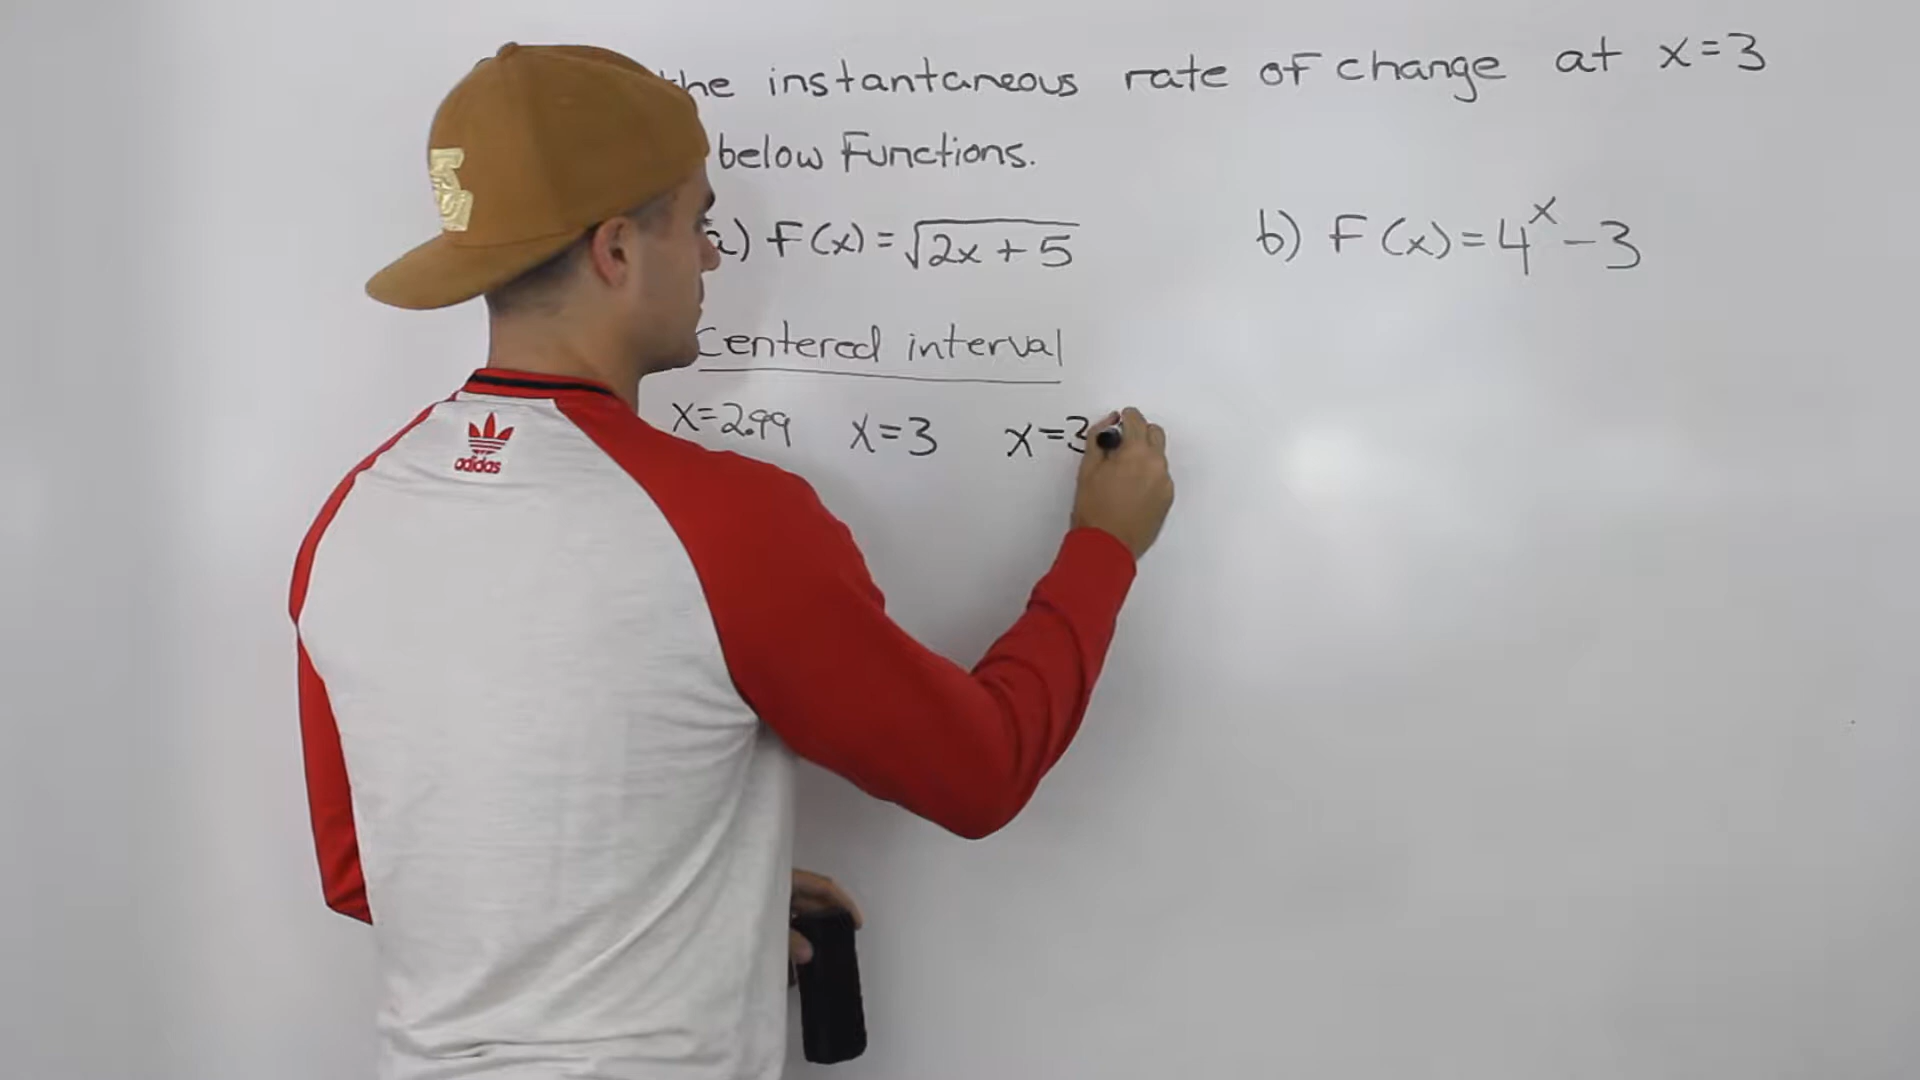 the instantaneous rate of change at x=3
below Functions.
a) F(x) = √2x + 5
b) F(x) = 4^x - 3
Centered interval
x=2.99 x=3 x=3
adidas